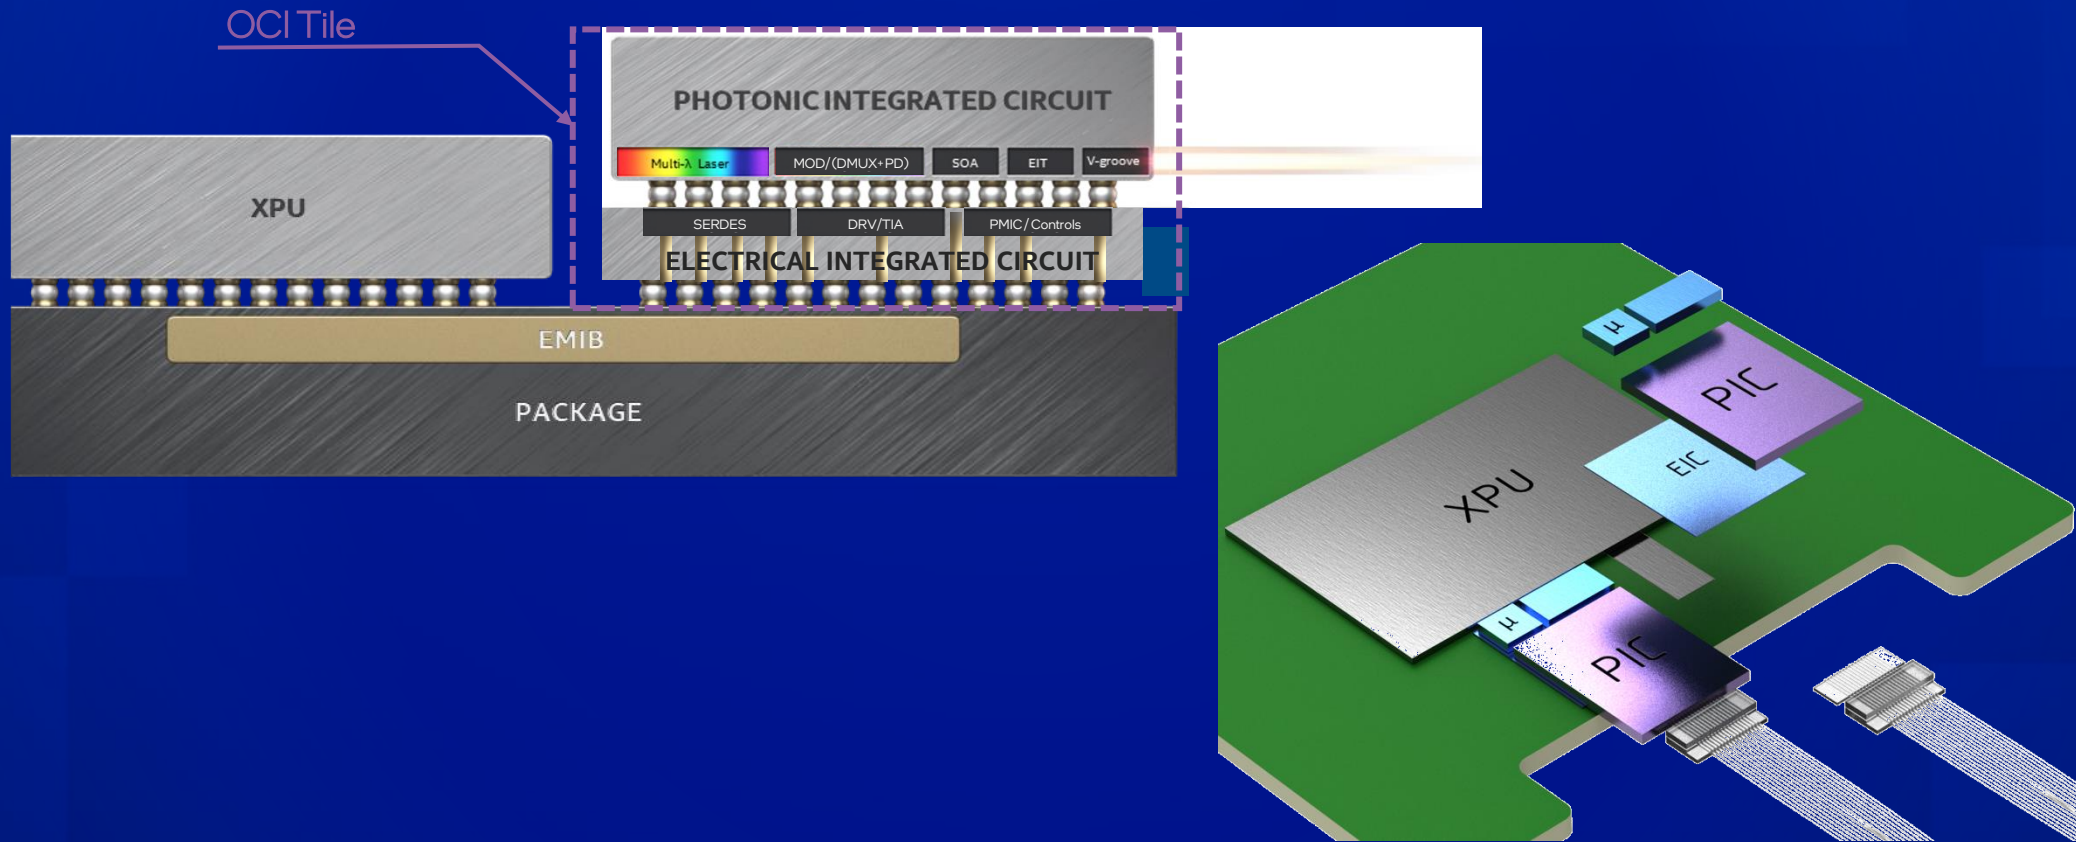 OCI Tile
PHOTONIC INTEGRATED CIRCUIT
Multi-λ Laser
MOD/(DMUX+PD)
SOA
EIT
V-groove
XPU
SERDES
DRV/TIA
PMIC/Controls
ELECTRICAL INTEGRATED CIRCUIT
EMIB
PACKAGE
μ
PIC
EIC
XPU
μ
PIC